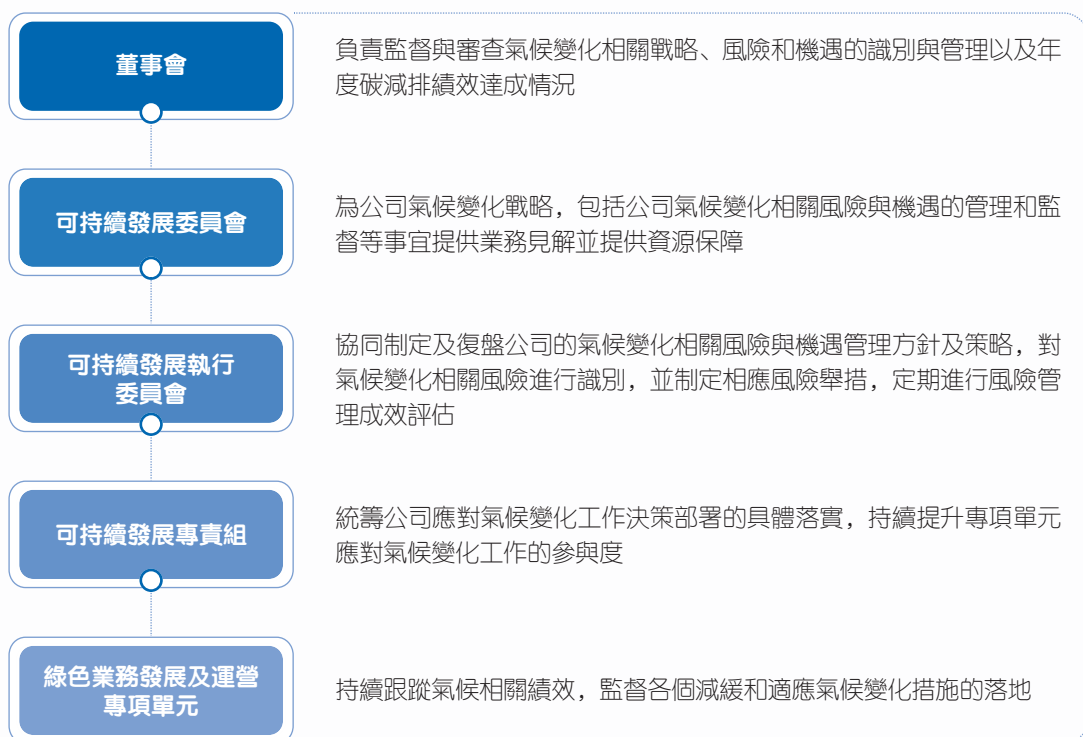 董事會
負責監督與審查氣候變化相關戰略、風險和機遇的識別與管理以及年
度碳減排績效達成情況
可持續發展委員會
為公司氣候變化戰略，包括公司氣候變化相關風險與機遇的管理和監
督等事宜提供業務見解並提供資源保障
可持續發展執行
委員會
協同制定及復盤公司的氣候變化相關風險與機遇管理方針及策略，對
氣候變化相關風險進行識別，並制定相應風險舉措，定期進行風險管
理成效評估
可持續發展專責組
統籌公司應對氣候變化工作決策部署的具體落實，持續提升專項單元
應對氣候變化工作的參與度
綠色業務發展及運營
專項單元
持續跟蹤氣候相關績效，監督各個減緩和適應氣候變化措施的落地